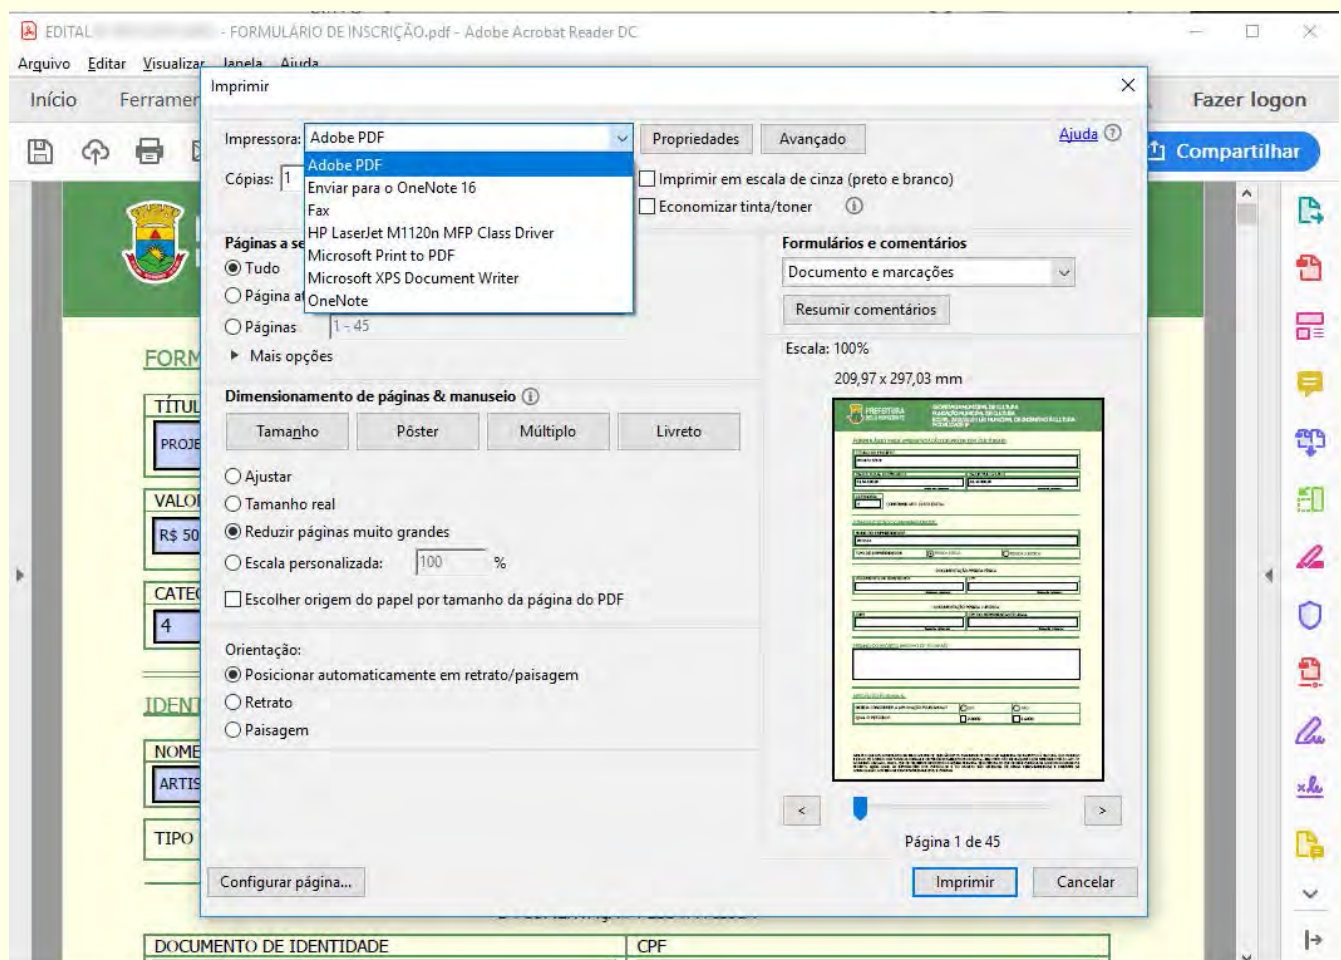 EDITAL - FORMULÁRIO DE INSCRIÇÃO.pdf - Adobe Acrobat Reader DC
Arquivo Editar Visualizar Janela Ajuda
Início Ferramen Fazer logon
Compartilhar
Imprimir
Impressora: Adobe PDF Propriedades Avançado Ajuda
Adobe PDF
Enviar para o OneNote 16
Fax
HP LaserJet M1120n MFP Class Driver
Microsoft Print to PDF
Microsoft XPS Document Writer
OneNote
Cópias: 1
Imprimir em escala de cinza (preto e branco)
Economizar tinta/toner
Páginas a se
Tudo
Página at
Páginas 1 - 45
Mais opções
Formulários e comentários
Documento e marcações
Resumir comentários
Escala: 100%
209,97 x 297,03 mm
Dimensionamento de páginas & manuseio
Tamanho Pôster Múltiplo Livreto
Ajustar
Tamanho real
Reduzir páginas muito grandes
Escala personalizada: 100 %
Escolher origem do papel por tamanho da página do PDF
Orientação:
Posicionar automaticamente em retrato/paisagem
Retrato
Paisagem
PREFEITURA
< >
Página 1 de 45
Configurar página... Imprimir Cancelar
FORM
TÍTUL
PROJE
VALOR
R$ 50
CATEG
4
IDENT
NOME
ARTIS
TIPO
DOCUMENTO DE IDENTIDADE CPF